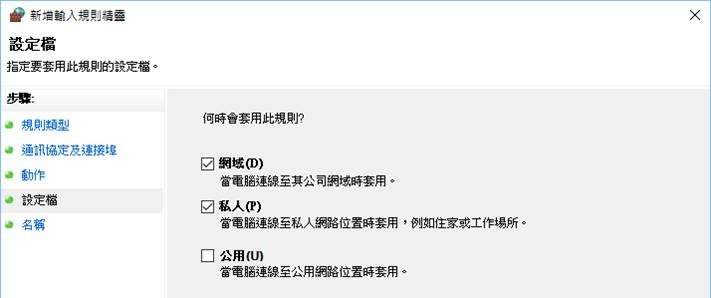 新增輸入規則精靈
設定檔
指定要套用此規則的設定檔。
步驟:
規則類型
通訊協定及連接埠
動作
設定檔
名稱
何時會套用此規則?
網域(D)
當電腦連線至其公司網域時套用。
私人(P)
當電腦連線至私人網路位置時套用，例如住家或工作場所。
公用(U)
當電腦連線至公用網路位置時套用。